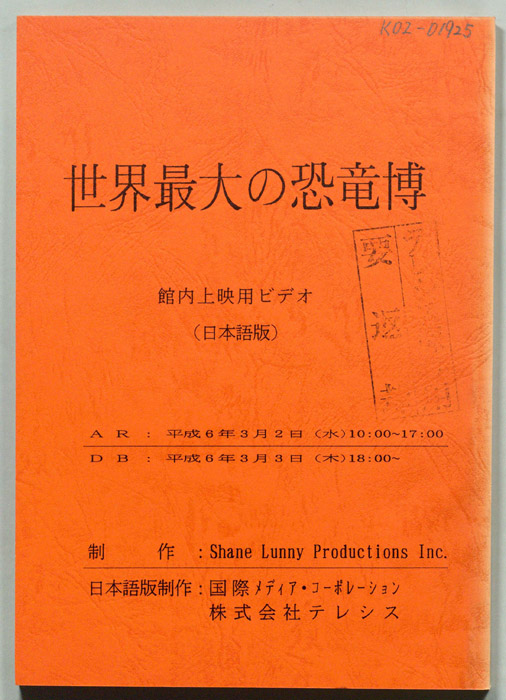 K02-D1925
世界最大の恐竜博
館内上映用ビデオ
（日本語版）
ＡＲ：平成６年３月２日（水）10:00~17:00
ＤＢ：平成６年３月３日（木）18:00~
制　　作：Shane Lunny Productions Inc.
日本語版制作：国際ﾒﾃﾞｨｱ・ｺｰﾎﾟﾚｰｼｮﾝ
株式会社テレシス
要返